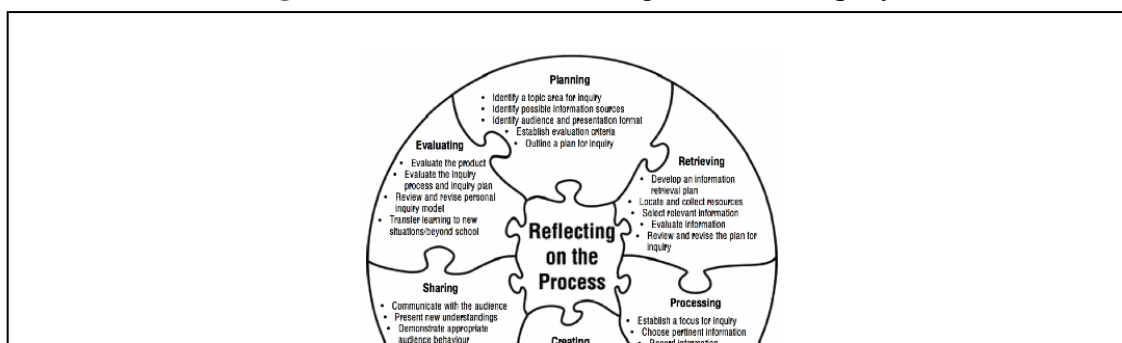 Planning
• Identify a topic area for inquiry
• Identify possible information sources
• Identify audience and presentation format
• Establish evaluation criteria
• Outline a plan for inquiry
Retrieving
• Develop an information
retrieval plan
• Locate and collect resources
• Select relevant information
• Evaluate information
• Review and revise the plan for
inquiry
Processing
• Establish a focus for inquiry
• Choose pertinent information
• Record information
Creating
Sharing
• Communicate with the audience
• Present new understandings
• Demonstrate appropriate
audience behaviour
Evaluating
• Evaluate the product
• Evaluate the inquiry
process and inquiry plan
• Review and revise personal
inquiry model
• Transfer learning to new
situations/beyond school
Reflecting
on the
Process